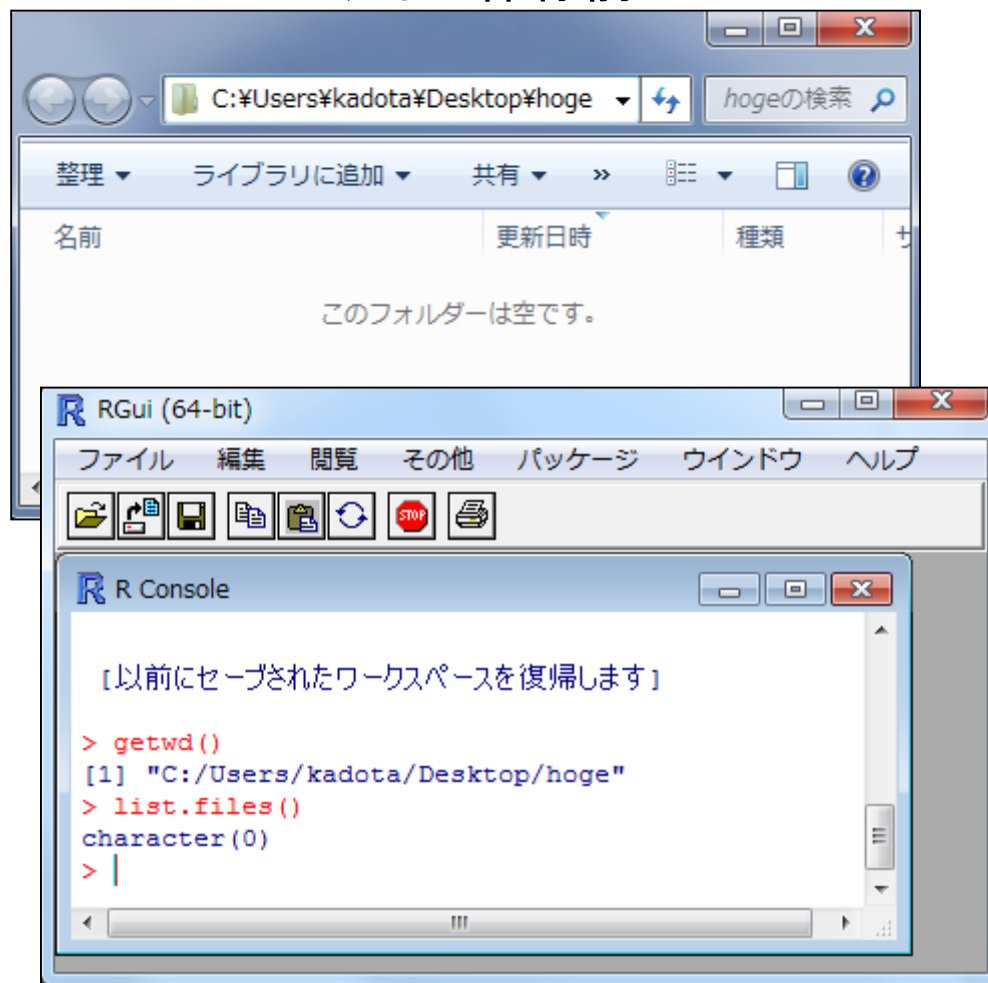 C:¥Users¥kadota¥Desktop¥hoge
hogeの検索
整理 ライブラリに追加 共有 »
名前 更新日時 種類 サ
このフォルダーは空です。
RGui (64-bit)
ファイル 編集 閲覧 その他 パッケージ ウインドウ ヘルプ
STOP
R Console
[以前にセーブされたワークスペースを復帰します]
> getwd()
[1] "C:/Users/kadota/Desktop/hoge"
> list.files()
character(0)
>